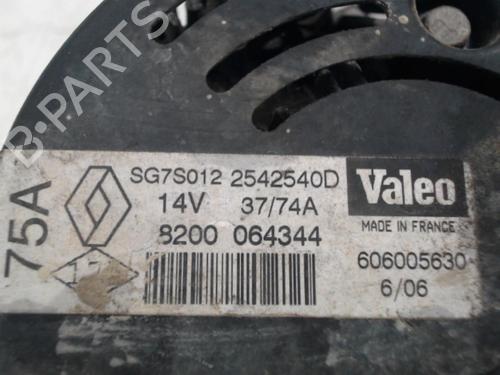 SG7S012 2542540D
14V 37/74A
8200 064344
75A
Valeo
MADE IN FRANCE
606005630
6/06
B-PARTS